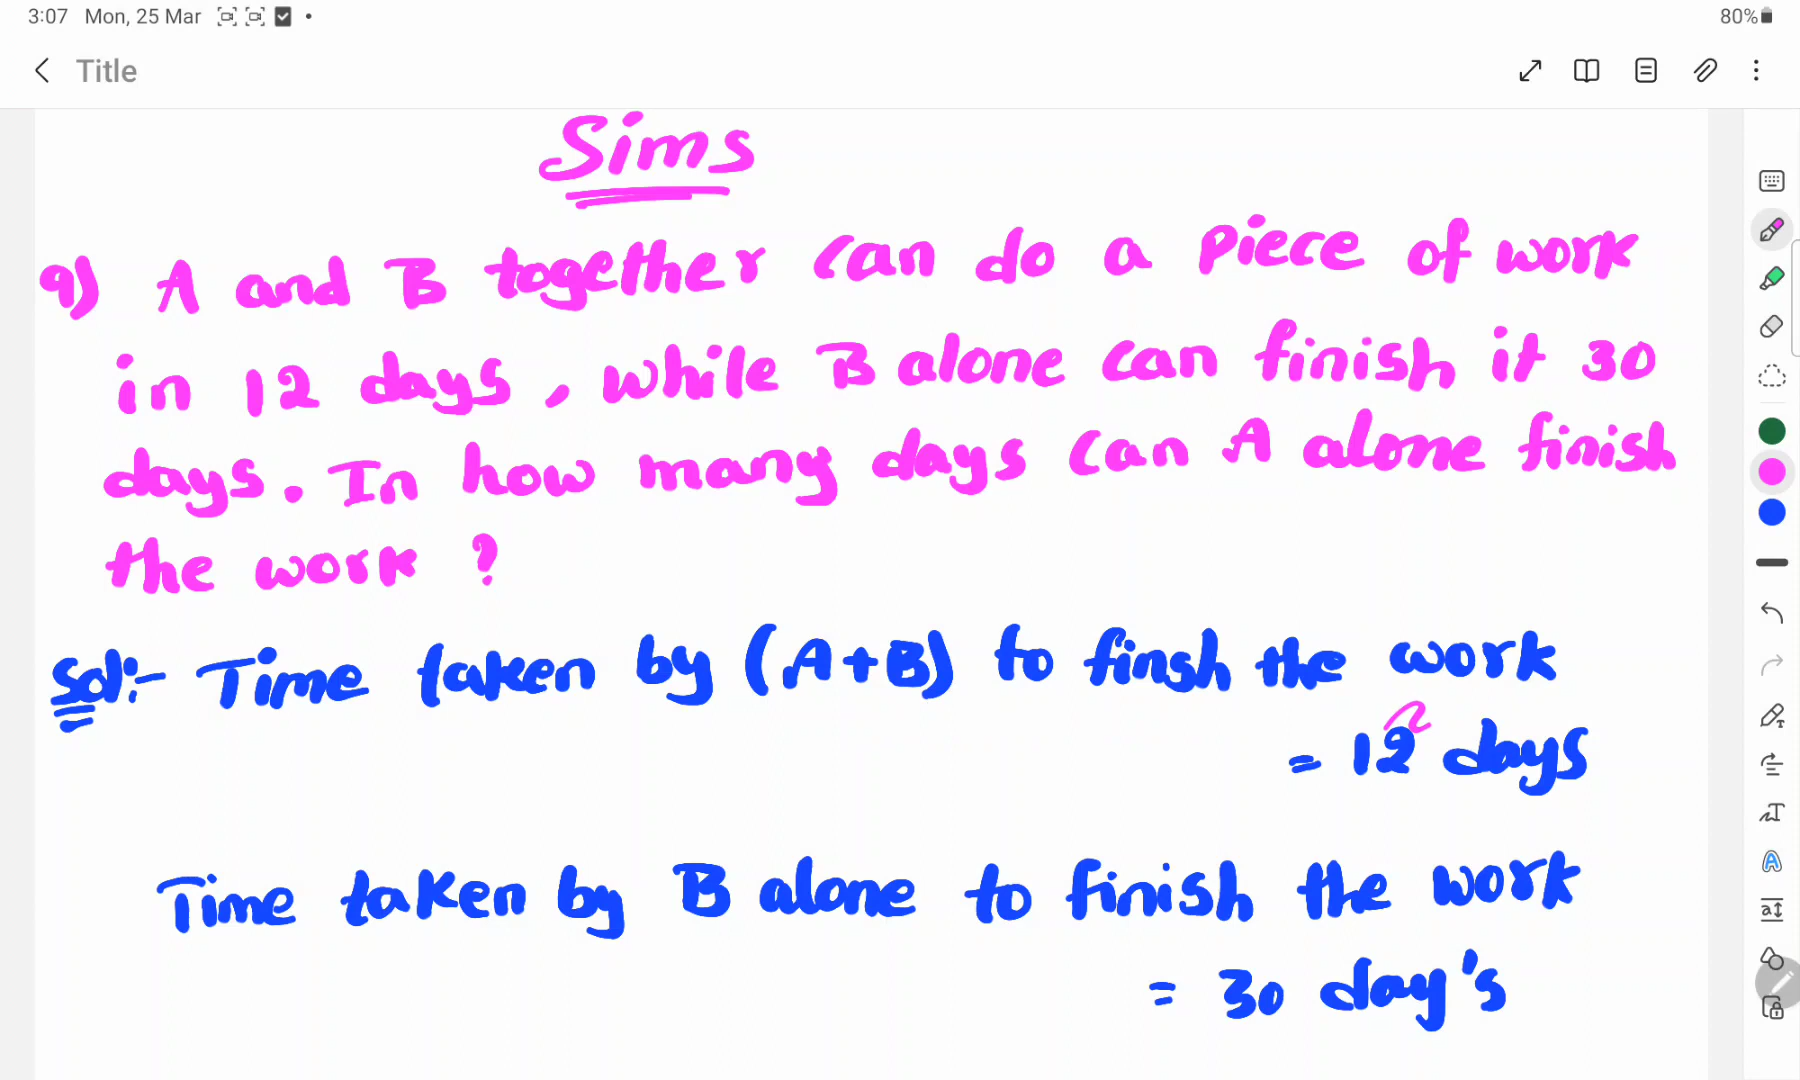 3:07 Mon, 25 Mar
80%
Title
Sims
9) A and B together can do a piece of work
in 12 days, while B alone can finish it 30
days. In how many days can A alone finish
the work ?
Sol:- Time taken by (A+B) to finsh the work
= 12 days
Time taken by B alone to finish the work
= 30 day's